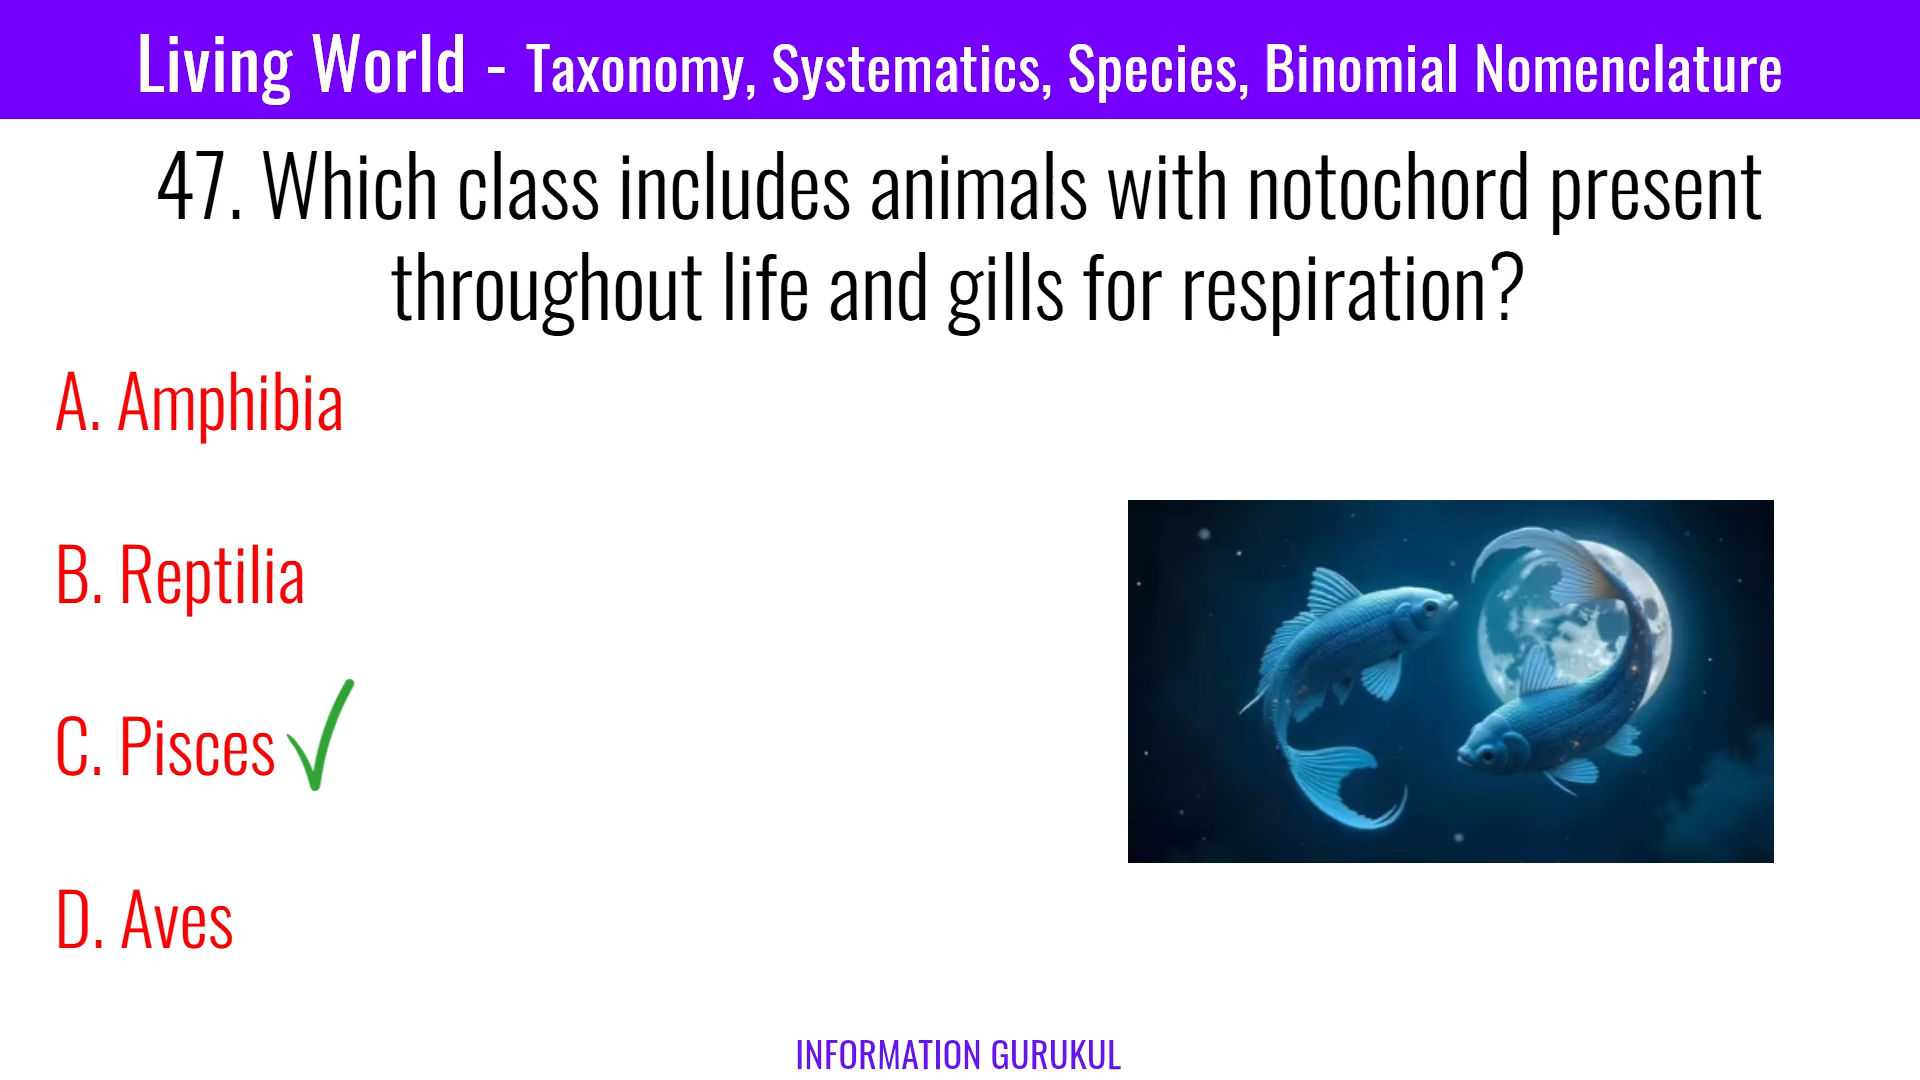 Living World - Taxonomy, Systematics, Species, Binomial Nomenclature
47. Which class includes animals with notochord present
throughout life and gills for respiration?
A. Amphibia
B. Reptilia
C. Pisces
D. Aves
INFORMATION GURUKUL